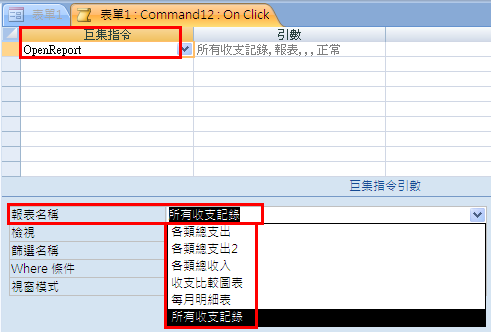 表單1 表單1 : Command12 : On Click
巨集指令 引數
OpenReport 所有收支記錄, 報表, , , 正常
巨集指令引數
報表名稱 所有收支記錄
檢視 各類總支出
篩選名稱 各類總支出2
Where 條件 各類總收入
視窗模式 收支比較圖表
每月明細表
所有收支記錄